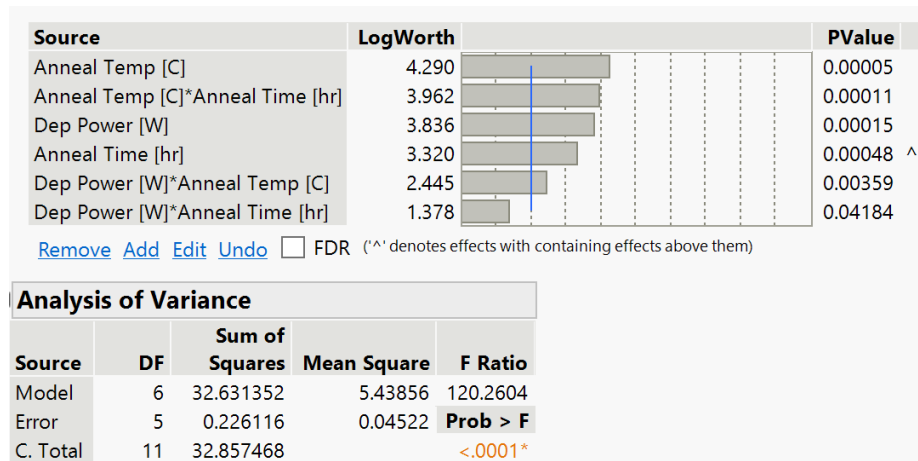 Source LogWorth PValue
Anneal Temp [C] 4.290 0.00005
Anneal Temp [C]*Anneal Time [hr] 3.962 0.00011
Dep Power [W] 3.836 0.00015
Anneal Time [hr] 3.320 0.00048 ^
Dep Power [W]*Anneal Temp [C] 2.445 0.00359
Dep Power [W]*Anneal Time [hr] 1.378 0.04184
Remove Add Edit Undo FDR ('^' denotes effects with containing effects above them)
Analysis of Variance
Sum of
Source DF Squares Mean Square F Ratio
Model 6 32.631352 5.43856 120.2604
Error 5 0.226116 0.04522 Prob > F
C. Total 11 32.857468 <.0001*